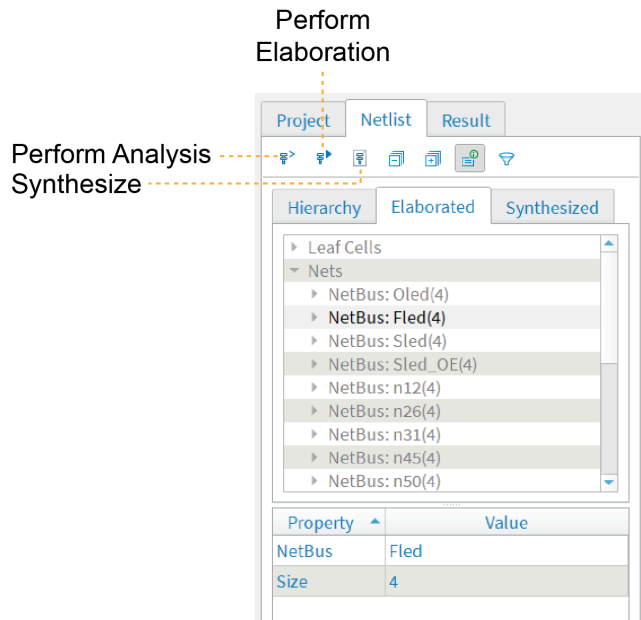 Perform
Elaboration
Project Netlist Result
Perform Analysis
Synthesize
Hierarchy Elaborated Synthesized
Leaf Cells
Nets
NetBus: Oled(4)
NetBus: Fled(4)
NetBus: Sled(4)
NetBus: Sled_OE(4)
NetBus: n12(4)
NetBus: n26(4)
NetBus: n31(4)
NetBus: n45(4)
NetBus: n50(4)
Property Value
NetBus Fled
Size 4